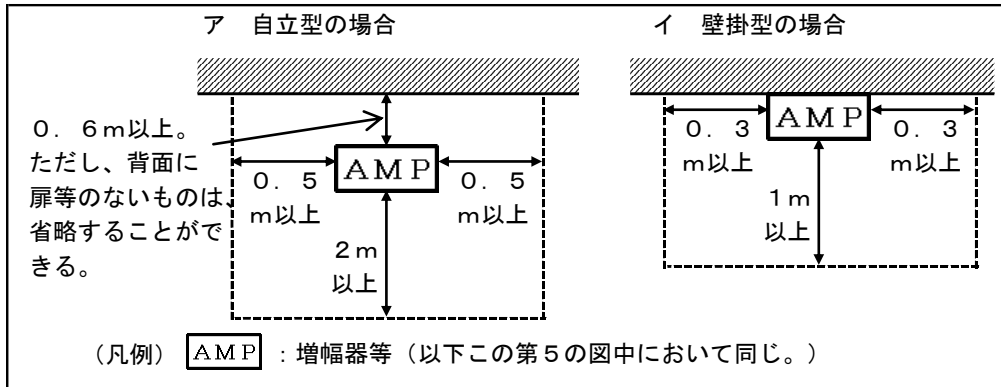 ア　自立型の場合
０．６ｍ以上。
ただし、背面に
扉等のないものは、
省略することがで
きる。
ＡＭＰ
０．５
ｍ以上
０．５
ｍ以上
２ｍ
以上
イ　壁掛型の場合
ＡＭＰ
０．３
ｍ以上
０．３
ｍ以上
１ｍ
以上
（凡例）ＡＭＰ：増幅器等（以下この第５の図中において同じ。）